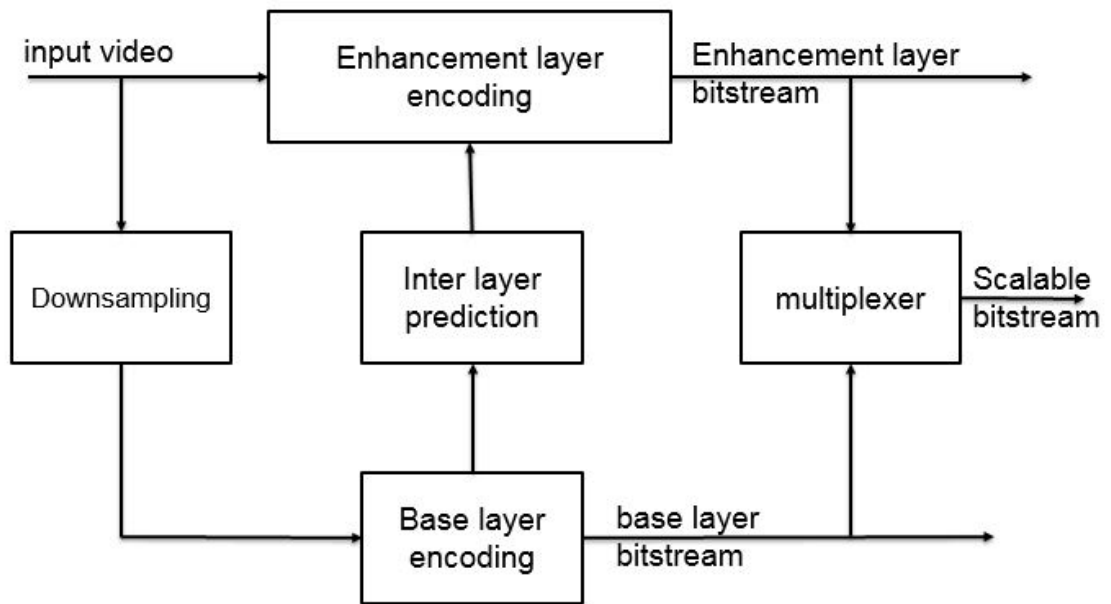 input video
Enhancement layer
encoding
Enhancement layer
bitstream
Downsampling
Inter layer
prediction
multiplexer
Scalable
bitstream
Base layer
encoding
base layer
bitstream